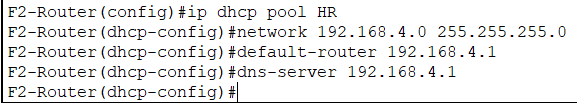 F2-Router(config)#ip dhcp pool HR
F2-Router(dhcp-config)#network 192.168.4.0 255.255.255.0
F2-Router(dhcp-config)#default-router 192.168.4.1
F2-Router(dhcp-config)#dns-server 192.168.4.1
F2-Router(dhcp-config)#